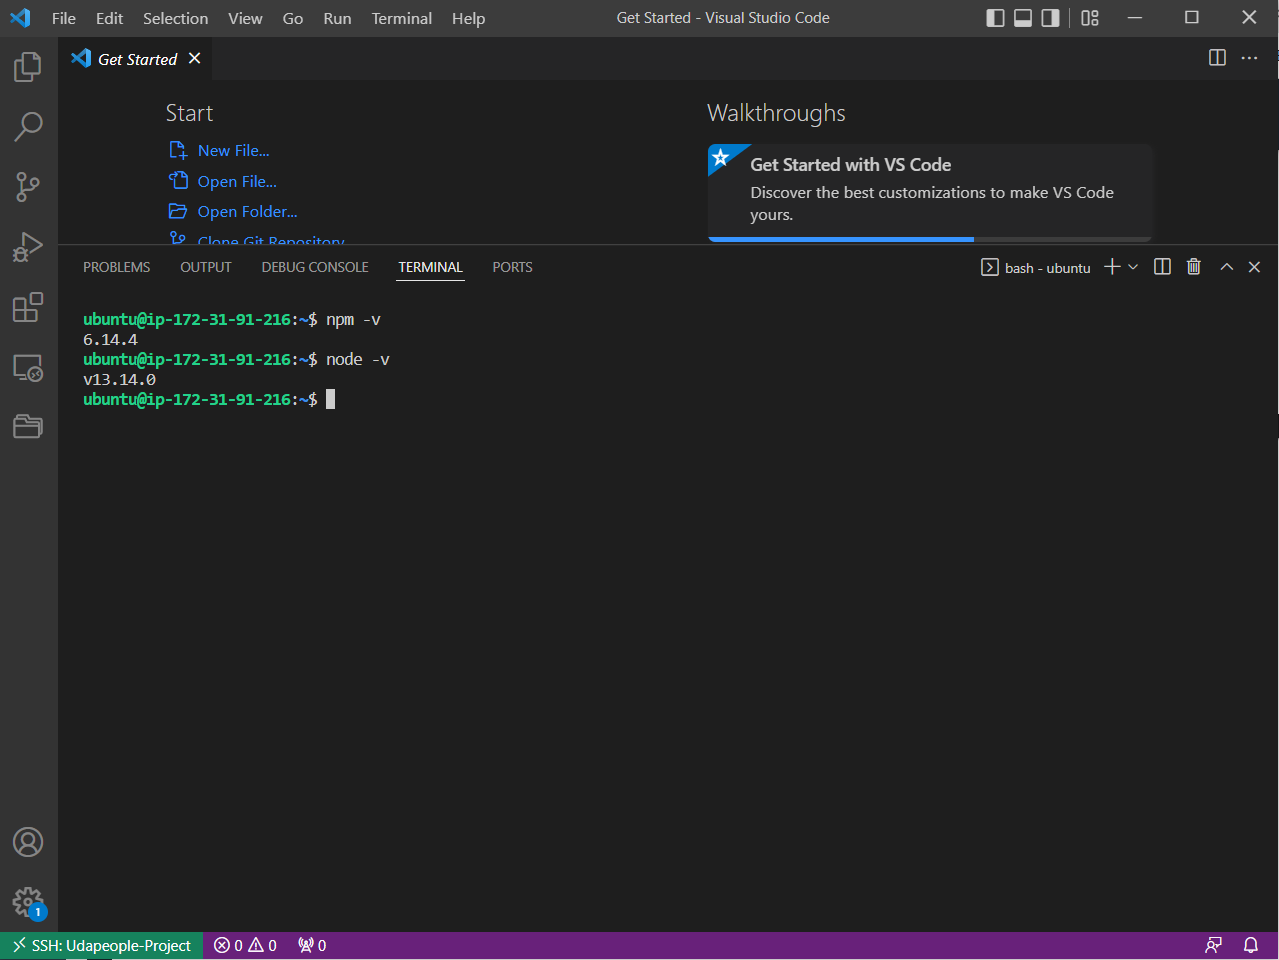 File Edit Selection View Go Run Terminal Help Get Started - Visual Studio Code
Get Started
Start
New File...
Open File...
Open Folder...
Clone Git Repository
Walkthroughs
Get Started with VS Code
Discover the best customizations to make VS Code
yours.
PROBLEMS OUTPUT DEBUG CONSOLE TERMINAL PORTS bash - ubuntu
ubuntu@ip-172-31-91-216:~$ npm -v
6.14.4
ubuntu@ip-172-31-91-216:~$ node -v
v13.14.0
ubuntu@ip-172-31-91-216:~$
1
SSH: Udapeople-Project 0 0 0